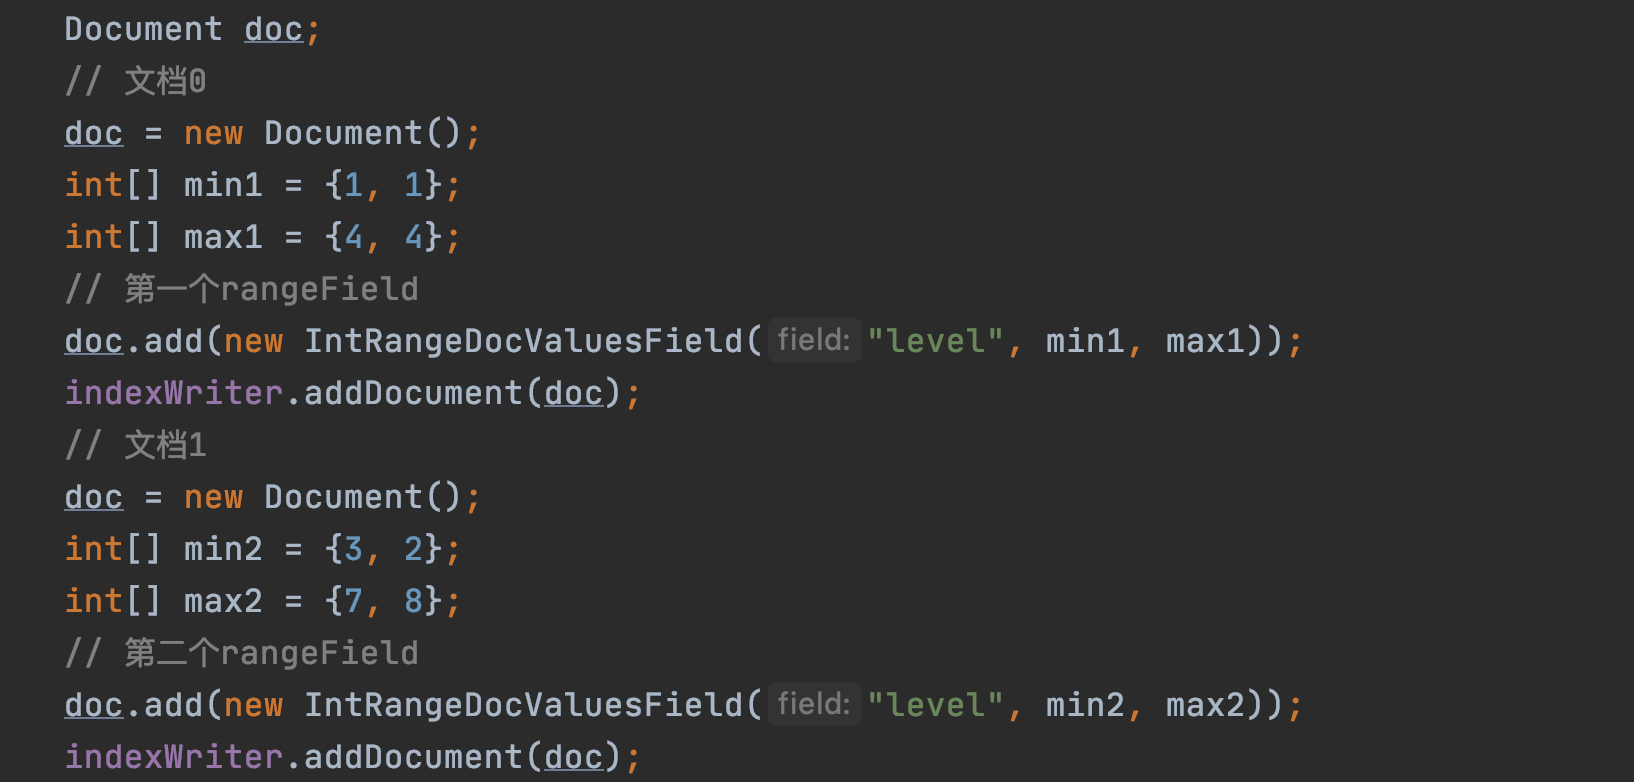 Document doc;
// 文档0
doc = new Document();
int[] min1 = {1, 1};
int[] max1 = {4, 4};
// 第一个rangeField
doc.add(new IntRangeDocValuesField( field: "level", min1, max1));
indexWriter.addDocument(doc);
// 文档1
doc = new Document();
int[] min2 = {3, 2};
int[] max2 = {7, 8};
// 第二个rangeField
doc.add(new IntRangeDocValuesField( field: "level", min2, max2));
indexWriter.addDocument(doc);